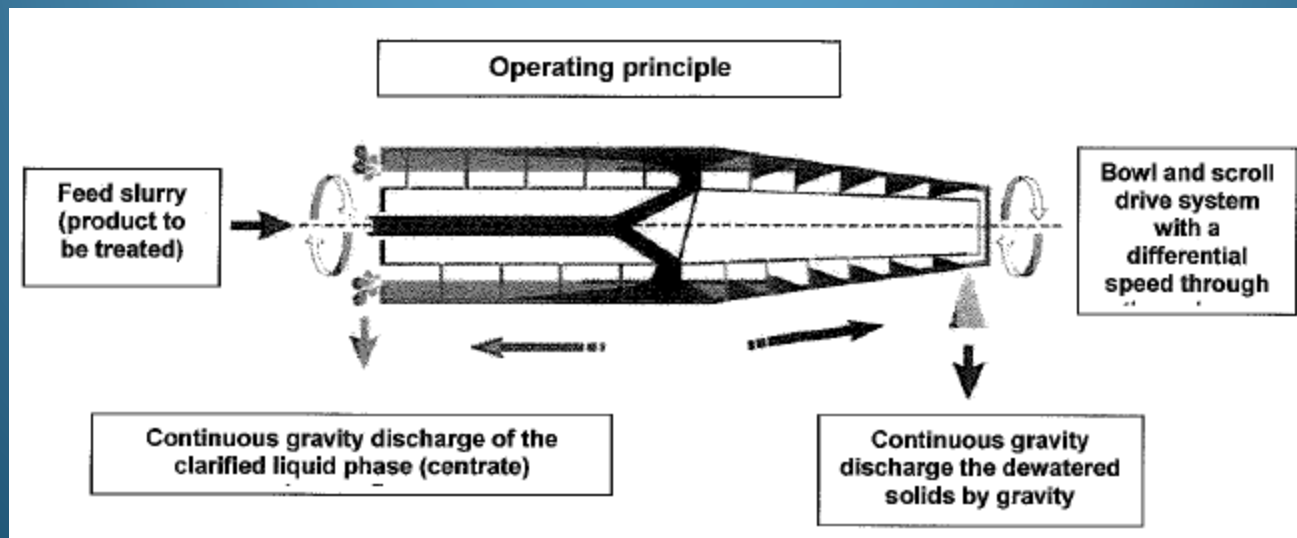 Operating principle
Feed slurry
(product to
be treated)
Bowl and scroll
drive system
with a
differential
speed through
Continuous gravity discharge of the
clarified liquid phase (centrate)
Continuous gravity
discharge the dewatered
solids by gravity